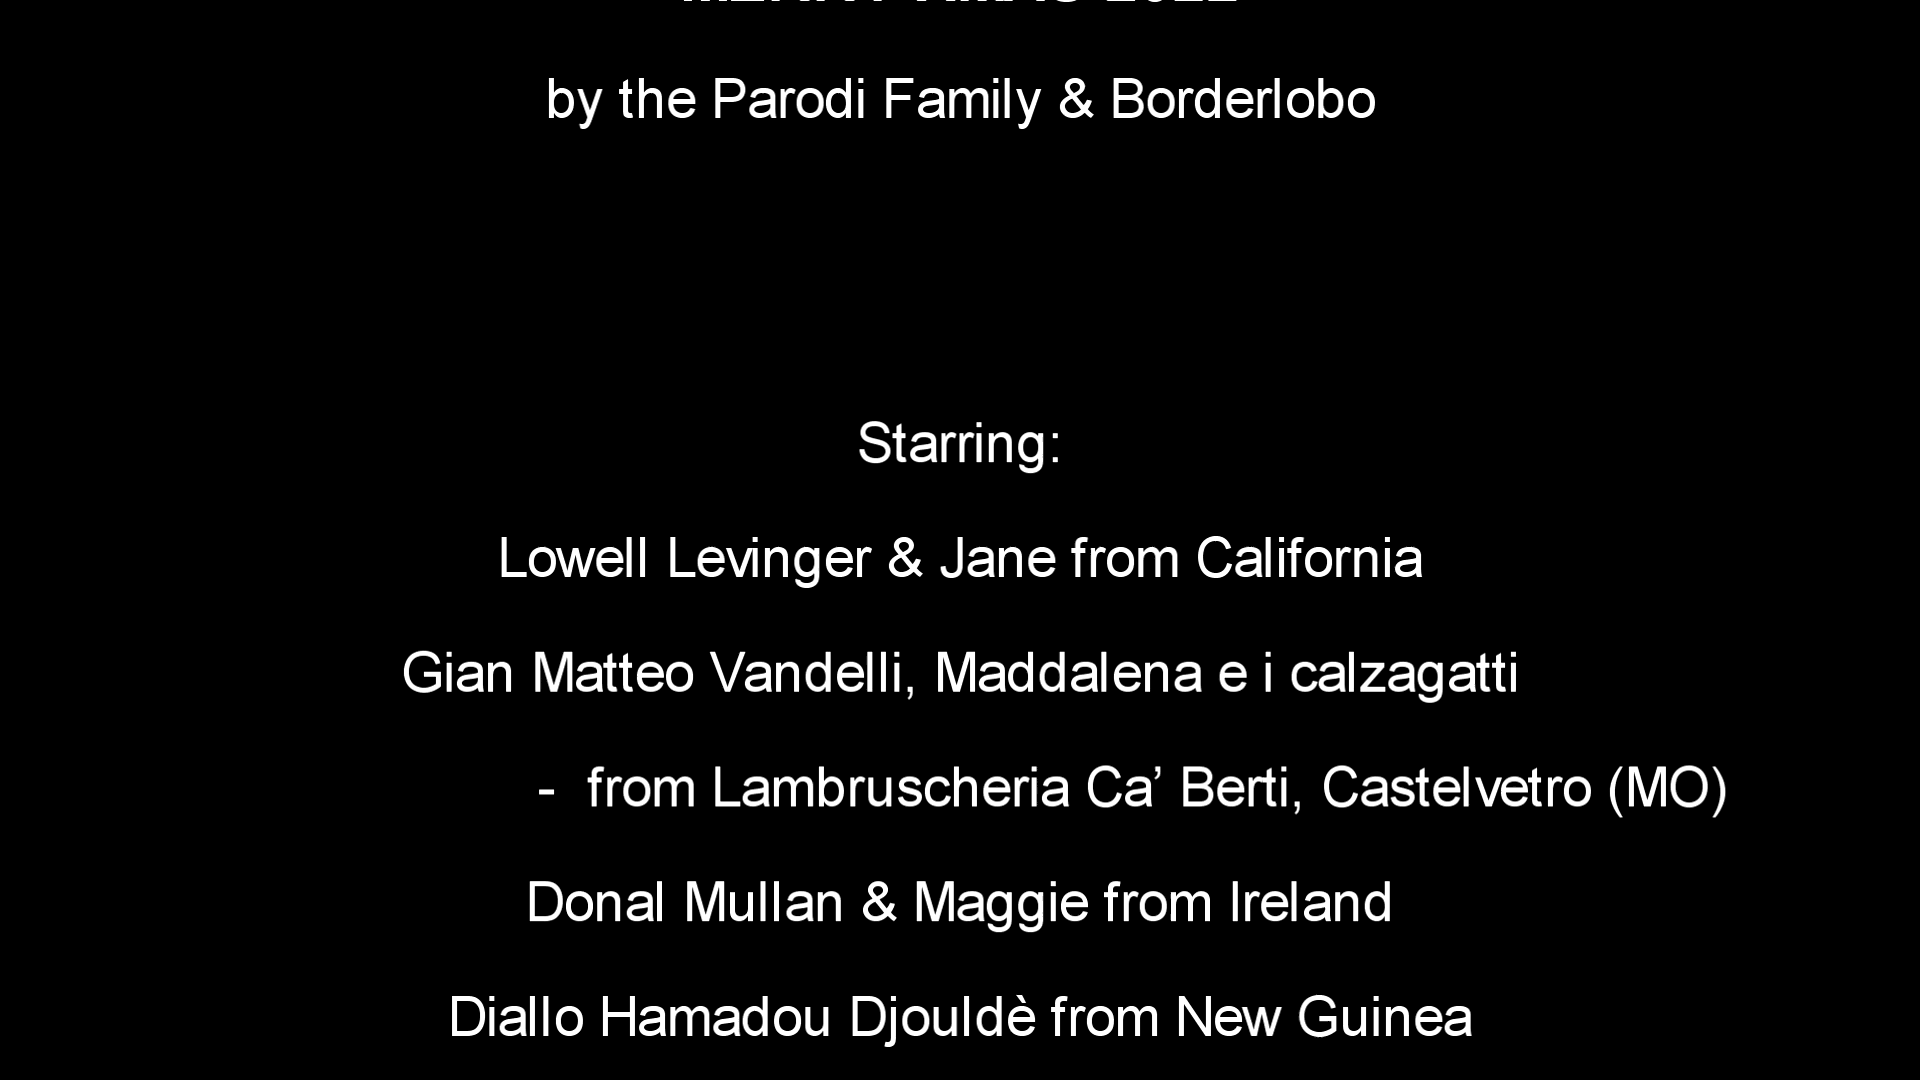 by the Parodi Family & Borderlobo
Starring:
Lowell Levinger & Jane from California
Gian Matteo Vandelli, Maddalena e i calzagatti
- from Lambruscheria Ca’ Berti, Castelvetro (MO)
Donal Mullan & Maggie from Ireland
Diallo Hamadou Djouldè from New Guinea